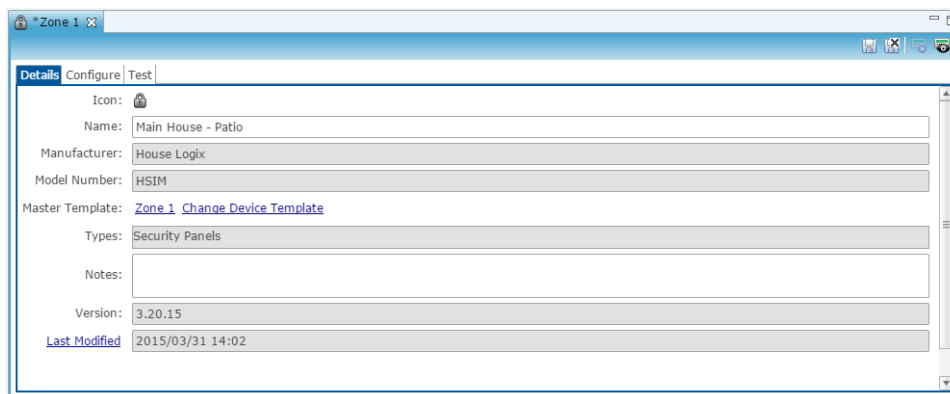 *Zone 1
Details Configure Test
Icon:
Name: Main House - Patio
Manufacturer: House Logix
Model Number: HSIM
Master Template: Zone 1 Change Device Template
Types: Security Panels
Notes:
Version: 3.20.15
Last Modified 2015/03/31 14:02